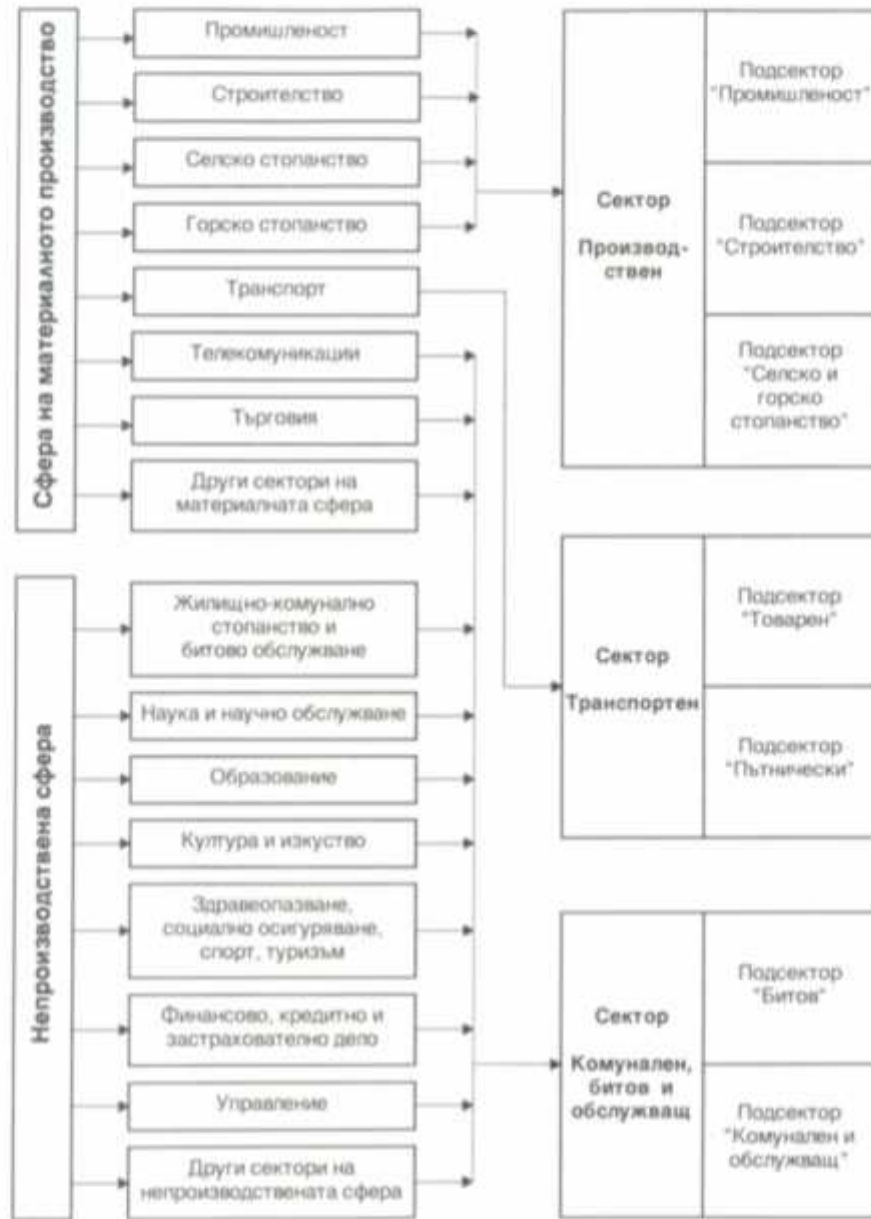 Сфера на материалното производство
Промишленост
Строителство
Селско стопанство
Горско стопанство
Транспорт
Телекомуникации
Търговия
Други сектори на
материалната сфера
Непроизводствена сфера
Жилищно-комунално
стопанство и
битово обслужване
Наука и научно обслужване
Образование
Култура и изкуство
Здравеопазване,
социално осигуряване,
спорт, туризъм
Финансово, кредитно и
застрахователно дело
Управление
Други сектори на
непроизводствената сфера
Сектор
Производ-
ствен
Подсектор
"Промишленост"
Подсектор
"Строителство"
Подсектор
"Селско и
горско
стопанство"
Сектор
Транспортен
Подсектор
"Товарен"
Подсектор
"Пътнически"
Сектор
Комунален,
битов и
обслужващ
Подсектор
"Битов"
Подсектор
"Комунален и
обслужващ"